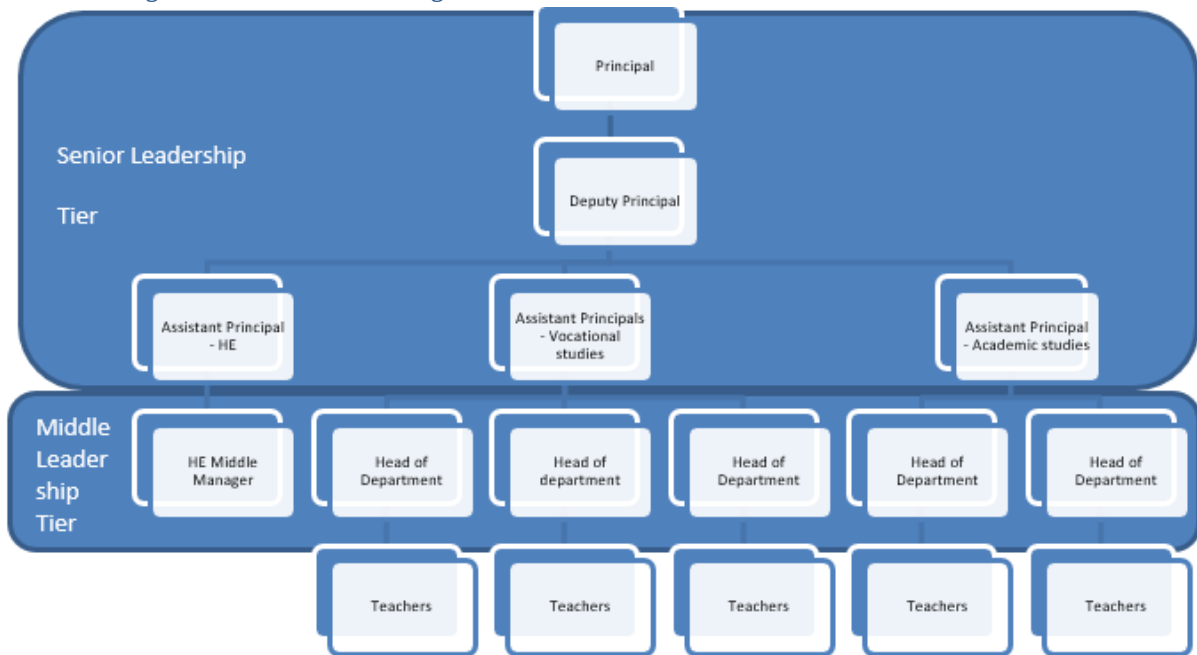 Principal
Senior Leadership
Tier
Deputy Principal
Assistant Principal
- HE
Assistant Principals
- Vocational
studies
Assistant Principal
- Academic studies
Middle
Leader
ship
Tier
HE Middle
Manager
Head of
Department
Head of
department
Head of
Department
Head of
Department
Head of
Department
Teachers
Teachers
Teachers
Teachers
Teachers